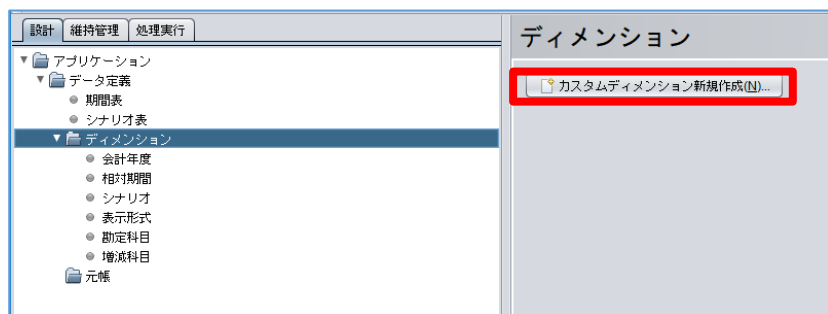 設計 維持管理 処理実行
アプリケーション
データ定義
期間表
シナリオ表
ディメンション
会計年度
相対期間
シナリオ
表示形式
勘定科目
増減科目
元帳
ディメンション
カスタムディメンション新規作成(N)...